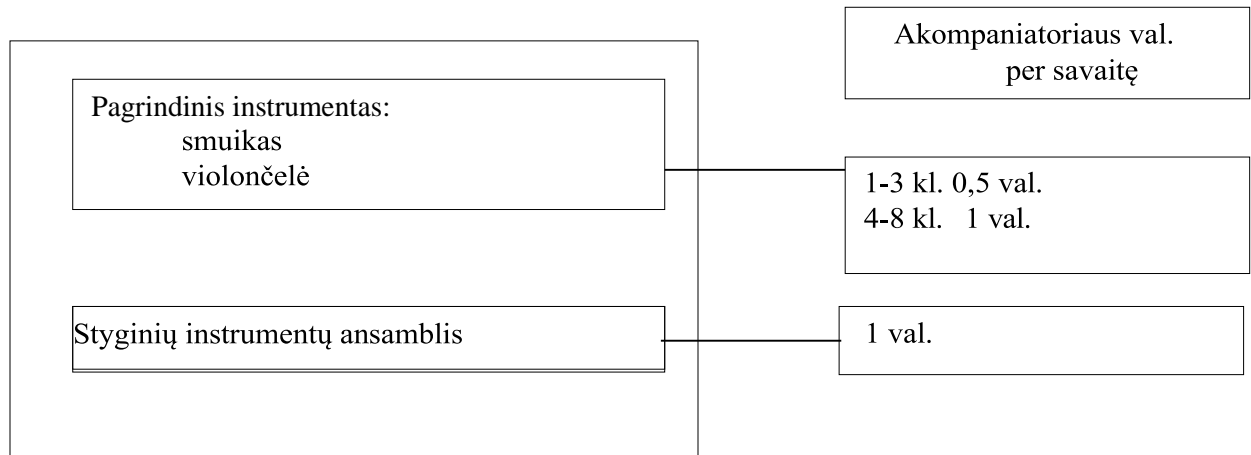 Akompaniatoriaus val.
per savaitę
Pagrindinis instrumentas:
smuikas
violončelė
1-3 kl. 0,5 val.
4-8 kl. 1 val.
Styginių instrumentų ansamblis
1 val.